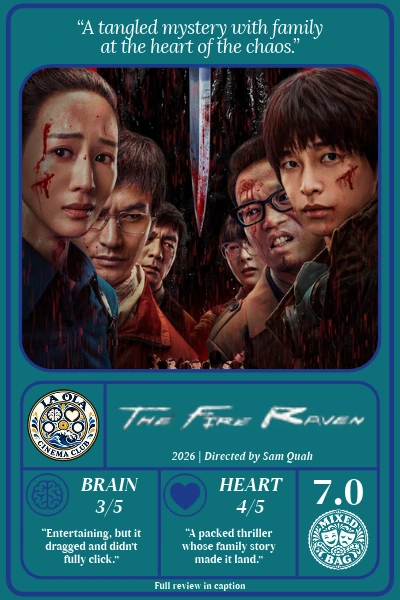 “A tangled mystery with family
at the heart of the chaos.”
LA OLA
CINEMA CLUB
THE FIRE RAVEN
2026 | Directed by Sam Quah
BRAIN
3/5
“Entertaining, but it
dragged and didn't
fully click.”
HEART
4/5
“A packed thriller
whose family story
made it land.”
7.0
MIXED
BAG
Full review in caption